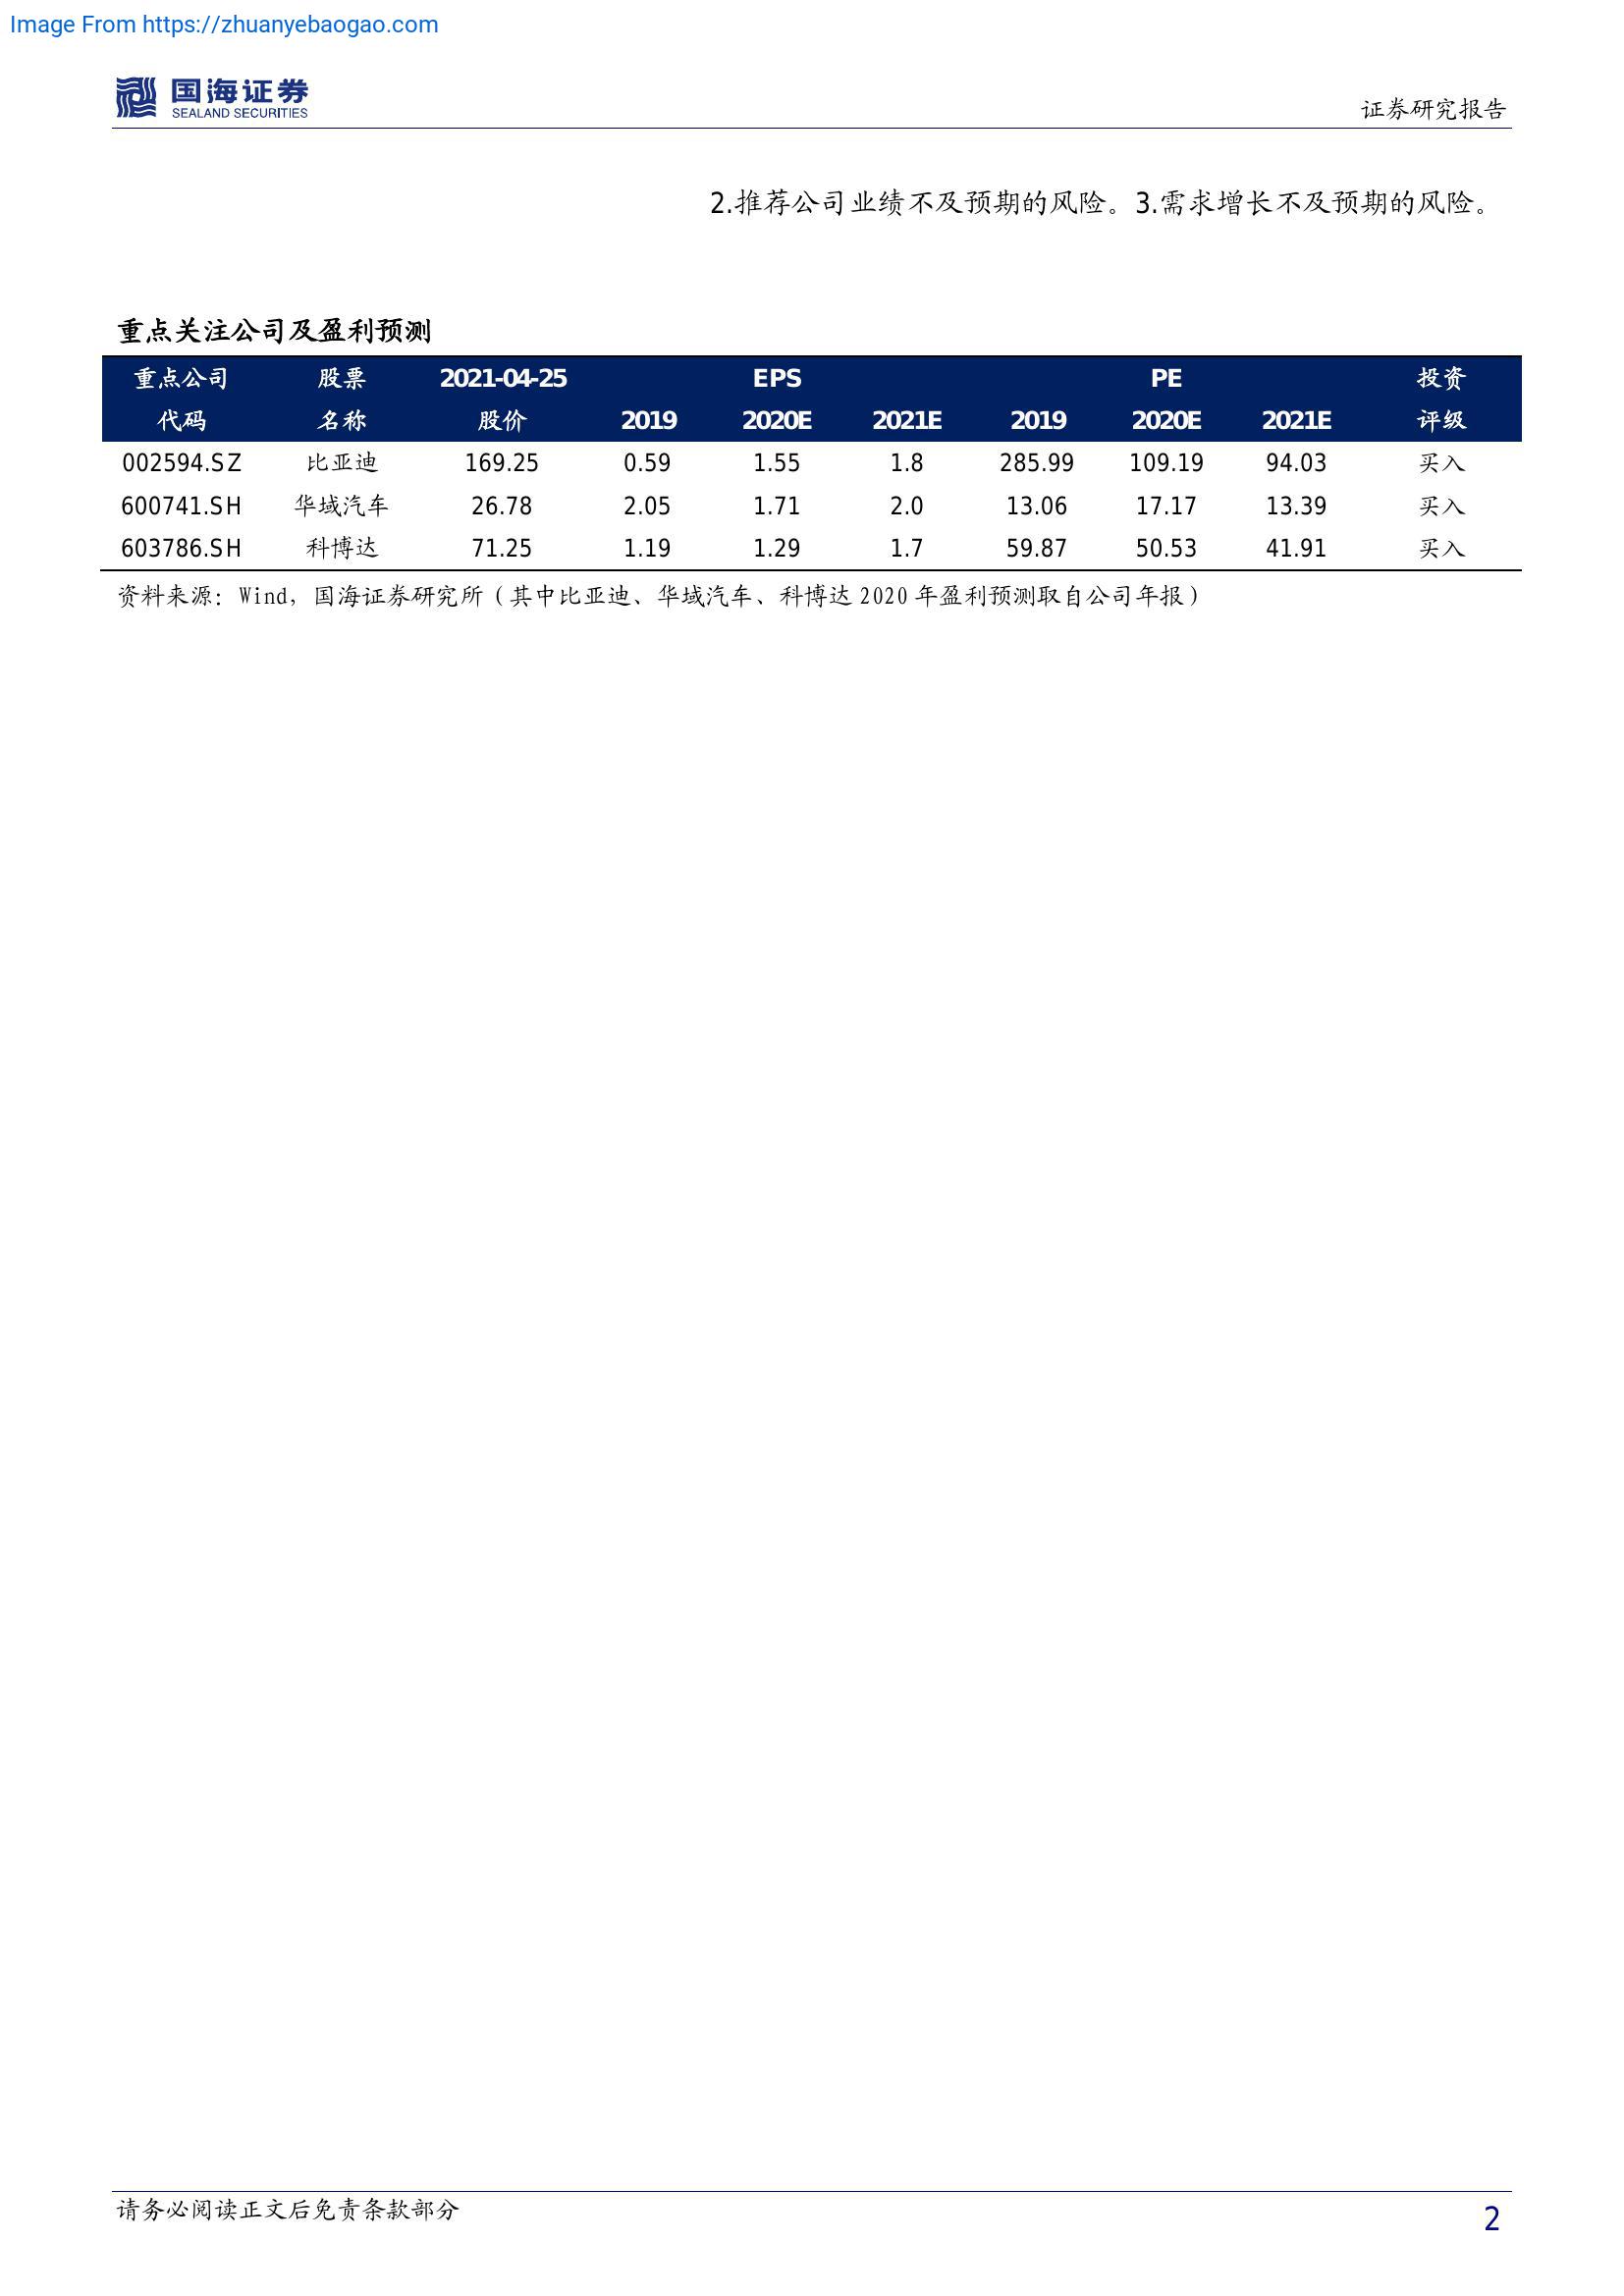 Image From https://zhuanyebaogao.com
国海证券
SEALAND SECURITIES
证券研究报告
2.推荐公司业绩不及预期的风险。3.需求增长不及预期的风险。
重点关注公司及盈利预测
重点公司 股票 2021-04-25 EPS PE 投资
代码 名称 股价 2019 2020E 2021E 2019 2020E 2021E 评级
002594.SZ 比亚迪 169.25 0.59 1.55 1.8 285.99 109.19 94.03 买入
600741.SH 华域汽车 26.78 2.05 1.71 2.0 13.06 17.17 13.39 买入
603786.SH 科博达 71.25 1.19 1.29 1.7 59.87 50.53 41.91 买入
资料来源：Wind，国海证券研究所（其中比亚迪、华域汽车、科博达 2020 年盈利预测取自公司年报）
请务必阅读正文后免责条款部分
2